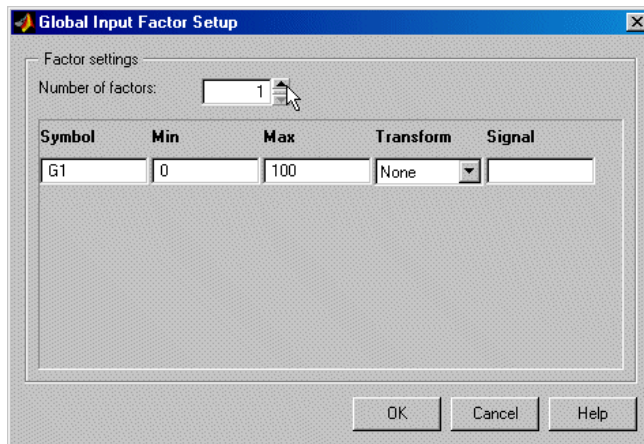 Global Input Factor Setup
Factor settings
Number of factors: 1
Symbol Min Max Transform Signal
G1 0 100 None
OK Cancel Help